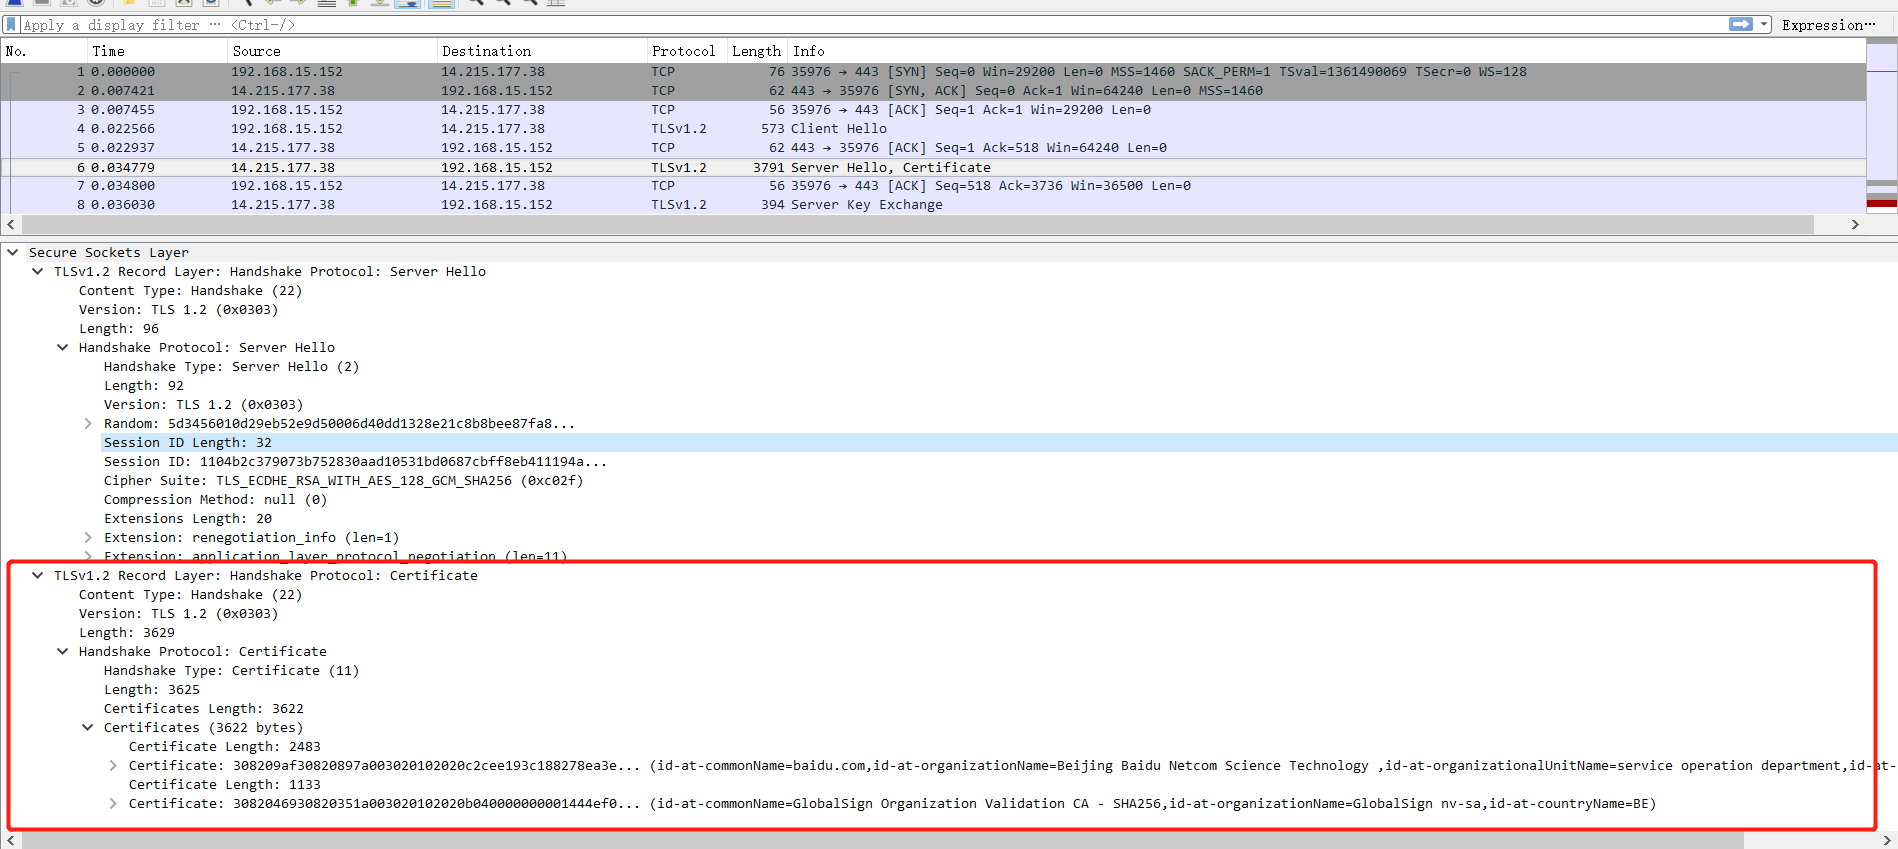 Apply a display filter ··· <Ctrl-/>
Expression···
No. Time Source Destination Protocol Length Info
1 0.000000 192.168.15.152 14.215.177.38 TCP 76 35976 → 443 [SYN] Seq=0 Win=29200 Len=0 MSS=1460 SACK_PERM=1 TSval=1361490069 TSecr=0 WS=128
2 0.007421 14.215.177.38 192.168.15.152 TCP 62 443 → 35976 [SYN, ACK] Seq=0 Ack=1 Win=64240 Len=0 MSS=1460
3 0.007455 192.168.15.152 14.215.177.38 TCP 56 35976 → 443 [ACK] Seq=1 Ack=1 Win=29200 Len=0
4 0.022566 192.168.15.152 14.215.177.38 TLSv1.2 573 Client Hello
5 0.022937 14.215.177.38 192.168.15.152 TCP 62 443 → 35976 [ACK] Seq=1 Ack=518 Win=64240 Len=0
6 0.034779 14.215.177.38 192.168.15.152 TLSv1.2 3791 Server Hello, Certificate
7 0.034800 192.168.15.152 14.215.177.38 TCP 56 35976 → 443 [ACK] Seq=518 Ack=3736 Win=36500 Len=0
8 0.036030 14.215.177.38 192.168.15.152 TLSv1.2 394 Server Key Exchange
Secure Sockets Layer
TLSv1.2 Record Layer: Handshake Protocol: Server Hello
Content Type: Handshake (22)
Version: TLS 1.2 (0x0303)
Length: 96
Handshake Protocol: Server Hello
Handshake Type: Server Hello (2)
Length: 92
Version: TLS 1.2 (0x0303)
Random: 5d3456010d29eb52e9d50006d40dd1328e21c8b8bee87fa8...
Session ID Length: 32
Session ID: 1104b2c379073b752830aad10531bd0687cbff8eb411194a...
Cipher Suite: TLS_ECDHE_RSA_WITH_AES_128_GCM_SHA256 (0xc02f)
Compression Method: null (0)
Extensions Length: 20
Extension: renegotiation_info (len=1)
Extension: application_layer_protocol_negotiation (len=11)
TLSv1.2 Record Layer: Handshake Protocol: Certificate
Content Type: Handshake (22)
Version: TLS 1.2 (0x0303)
Length: 3629
Handshake Protocol: Certificate
Handshake Type: Certificate (11)
Length: 3625
Certificates Length: 3622
Certificates (3622 bytes)
Certificate Length: 2483
Certificate: 308209af30820897a003020102020c2cee193c188278ea3e... (id-at-commonName=baidu.com,id-at-organizationName=Beijing Baidu Netcom Science Technology ,id-at-organizationalUnitName=service operation department,id-at-
Certificate Length: 1133
Certificate: 3082046930820351a003020102020b040000000001444ef0... (id-at-commonName=GlobalSign Organization Validation CA - SHA256,id-at-organizationName=GlobalSign nv-sa,id-at-countryName=BE)